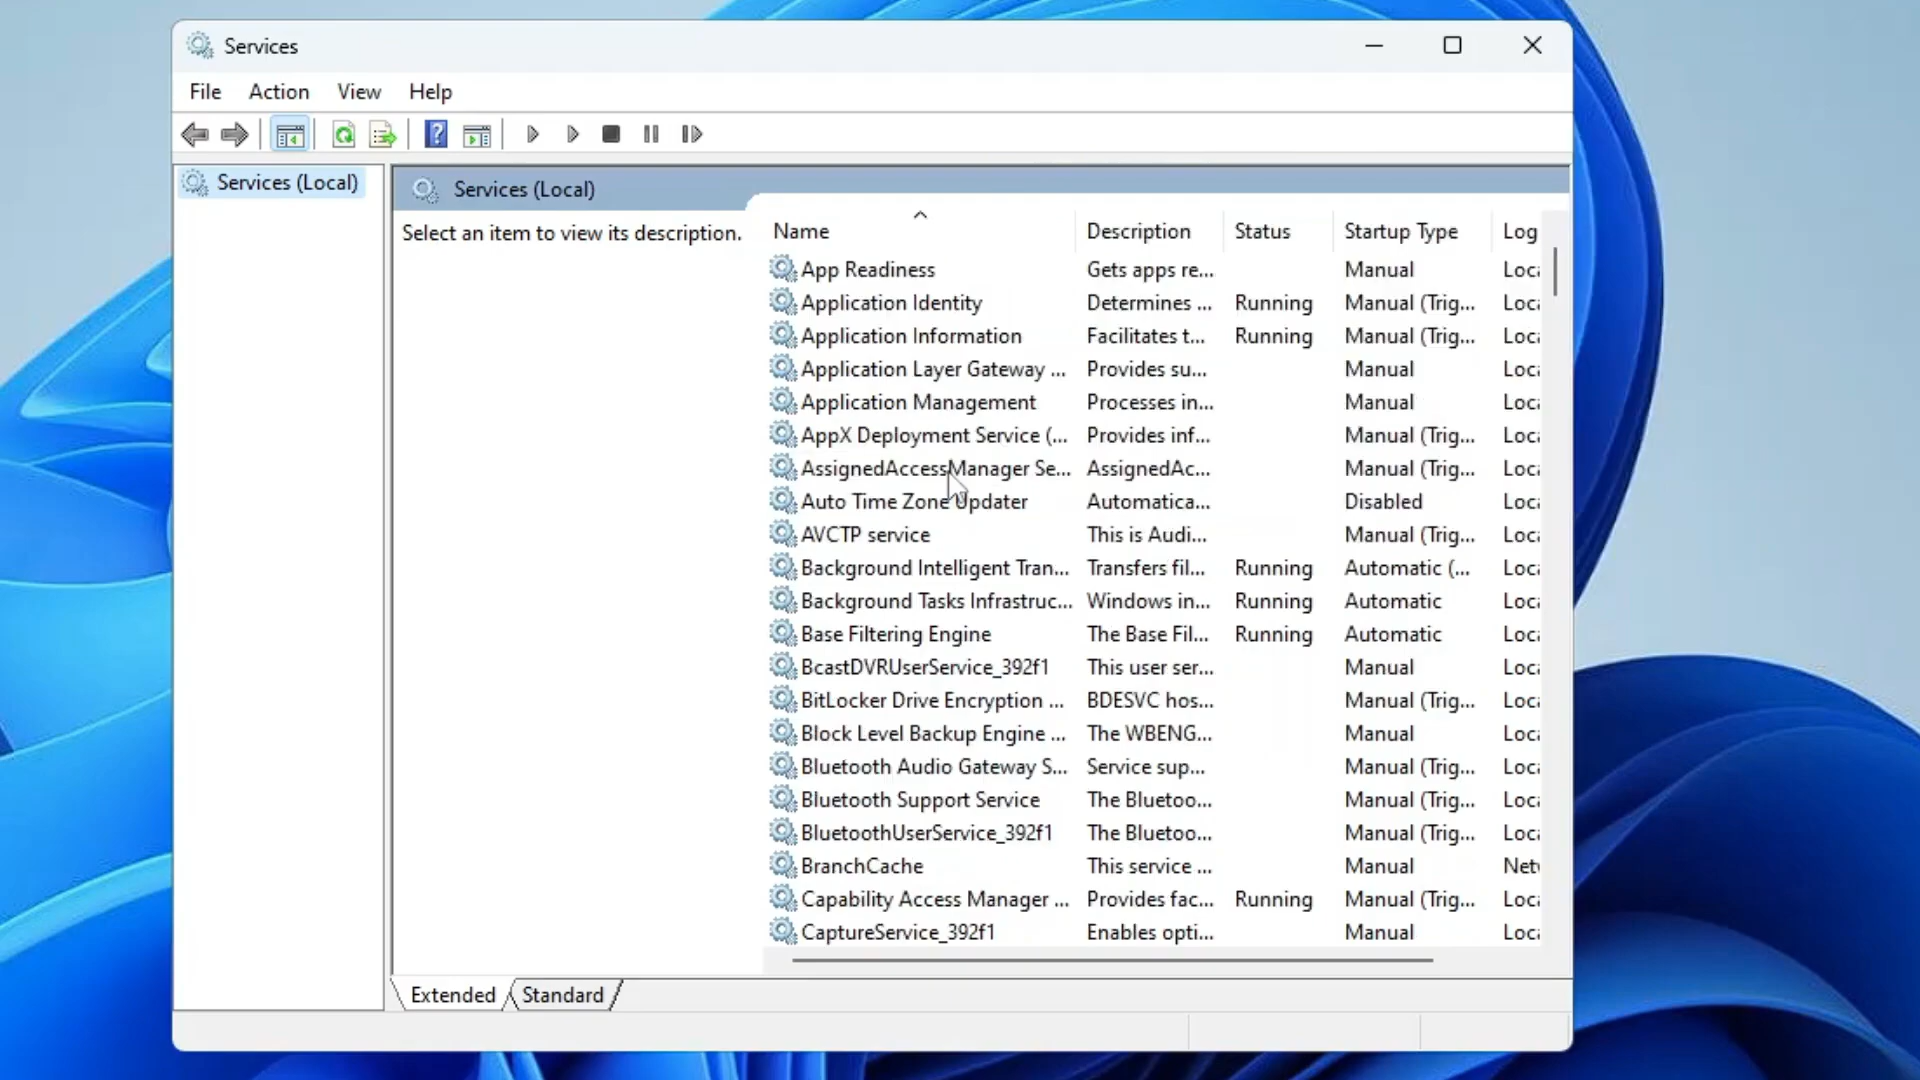 Services
File Action View Help
Services (Local)
Services (Local)
Select an item to view its description.
Name Description Status Startup Type Log
App Readiness Gets apps re... Manual Loc
Application Identity Determines ... Running Manual (Trig... Loc
Application Information Facilitates t... Running Manual (Trig... Loc
Application Layer Gateway ... Provides su... Manual Loc
Application Management Processes in... Manual Loc
AppX Deployment Service (... Provides inf... Manual (Trig... Loc
AssignedAccessManager Se... AssignedAc... Manual (Trig... Loc
Auto Time Zone Updater Automatica... Disabled Loc
AVCTP service This is Audi... Manual (Trig... Loc
Background Intelligent Tran... Transfers fil... Running Automatic (... Loc
Background Tasks Infrastruc... Windows in... Running Automatic Loc
Base Filtering Engine The Base Fil... Running Automatic Loc
BcastDVRUserService_392f1 This user ser... Manual Loc
BitLocker Drive Encryption ... BDESVC hos... Manual (Trig... Loc
Block Level Backup Engine ... The WBENG... Manual Loc
Bluetooth Audio Gateway S... Service sup... Manual (Trig... Loc
Bluetooth Support Service The Bluetoo... Manual (Trig... Loc
BluetoothUserService_392f1 The Bluetoo... Manual (Trig... Loc
BranchCache This service ... Manual Net
Capability Access Manager ... Provides fac... Running Manual (Trig... Loc
CaptureService_392f1 Enables opti... Manual Loc
Extended Standard